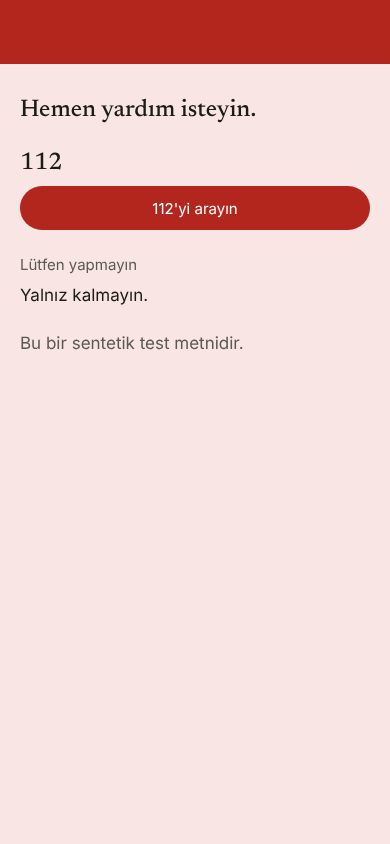 Hemen yardım isteyin.
112
112'yi arayın
Lütfen yapmayın
Yalnız kalmayın.
Bu bir sentetik test metnidir.